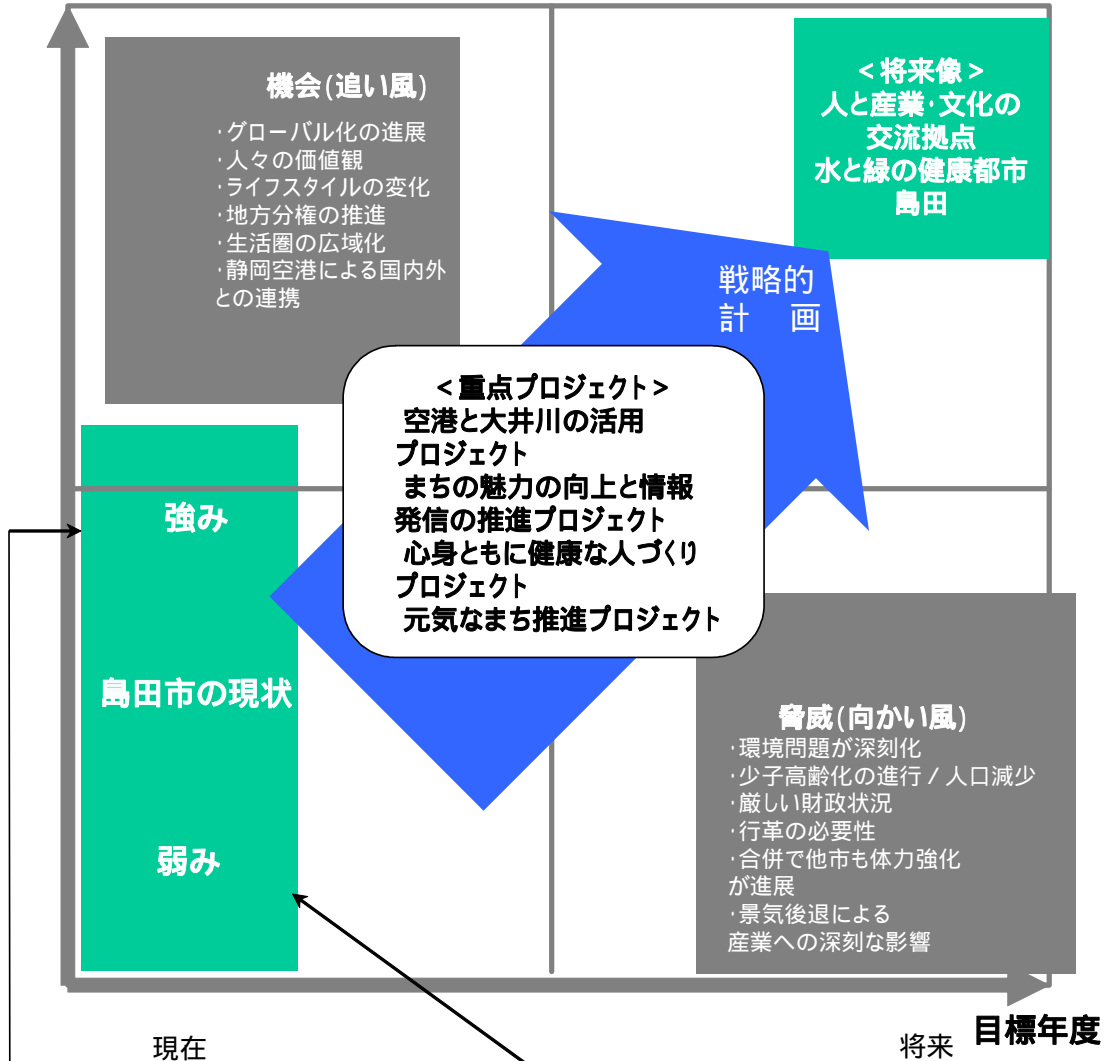 機会(追い風)
・グローバル化の進展
・人々の価値観
・ライフスタイルの変化
・地方分権の推進
・生活圏の広域化
・静岡空港による国内外
との連携
<将来像>
人と産業・文化の
交流拠点
水と緑の健康都市
島田
戦略的
計　画
<重点プロジェクト>
空港と大井川の活用
プロジェクト
まちの魅力の向上と情報
発信の推進プロジェクト
心身ともに健康な人づくり
プロジェクト
元気なまち推進プロジェクト
強み
島田市の現状
弱み
脅威(向かい風)
・環境問題が深刻化
・少子高齢化の進行/人口減少
・厳しい財政状況
・行革の必要性
・合併で他市も体力強化
が進展
・景気後退による
産業への深刻な影響
現在
将来
目標年度